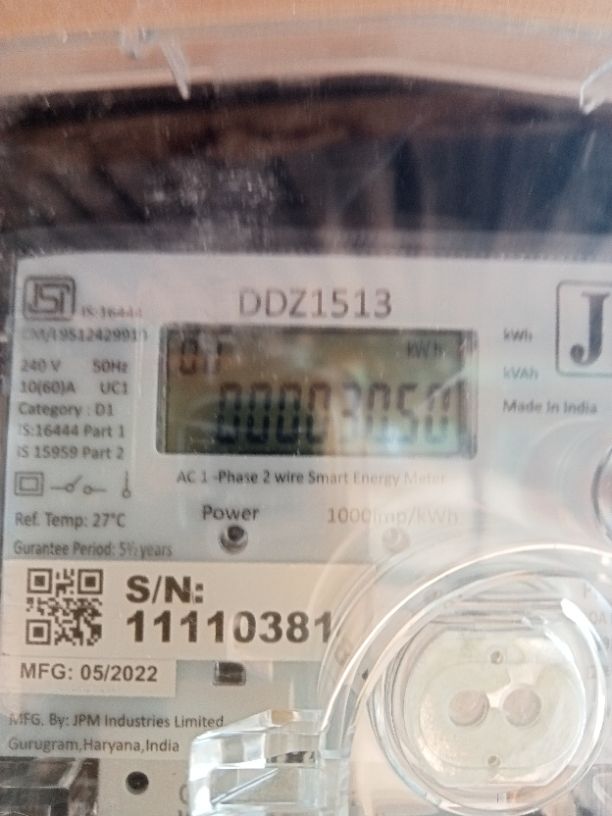 ISI IS:16444
DDZ1513
J
240 V 50Hz
10(60)A UC1
Category : D1
IS:16444 Part 1
IS 15959 Part 2
kWh
kWh
kVAh
Made In India
AC 1 -Phase 2 wire Smart Energy Meter
Ref. Temp: 27°C
Power
1000imp/kWh
Gurantee Period: 5½ years
S/N:
11110381
MFG: 05/2022
MFG. By: JPM Industries Limited
Gurugram,Haryana,India